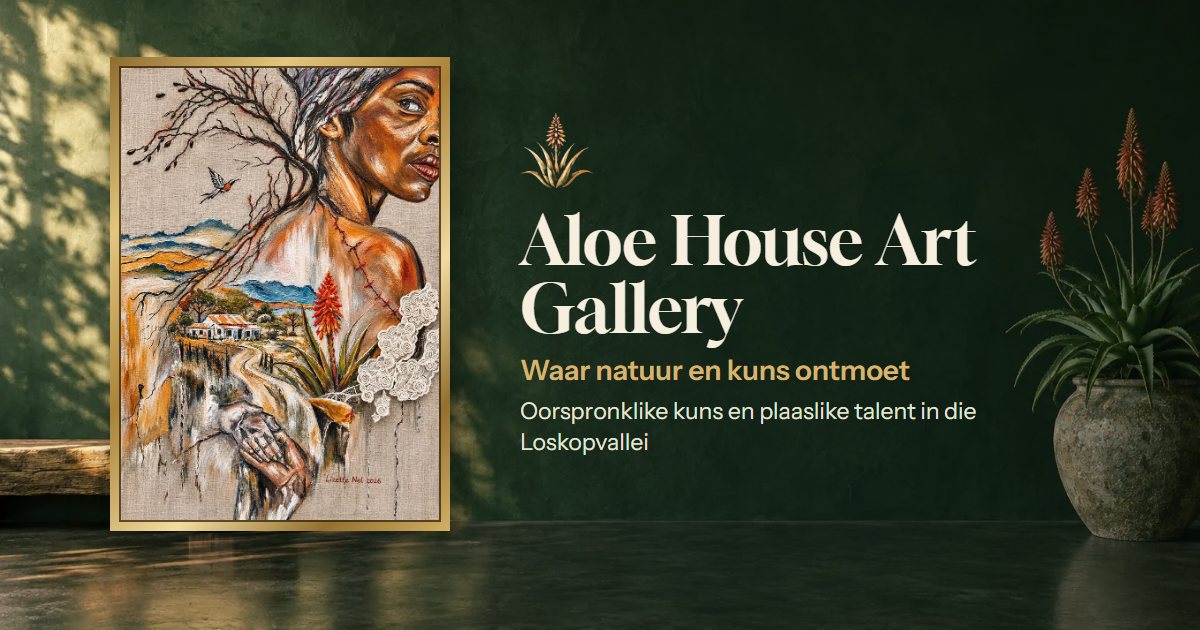 Aloe House Art
Gallery
Waar natuur en kuns ontmoet
Oorspronklike kuns en plaaslike talent in die
Loskopvallei
Lizette Nel 2026